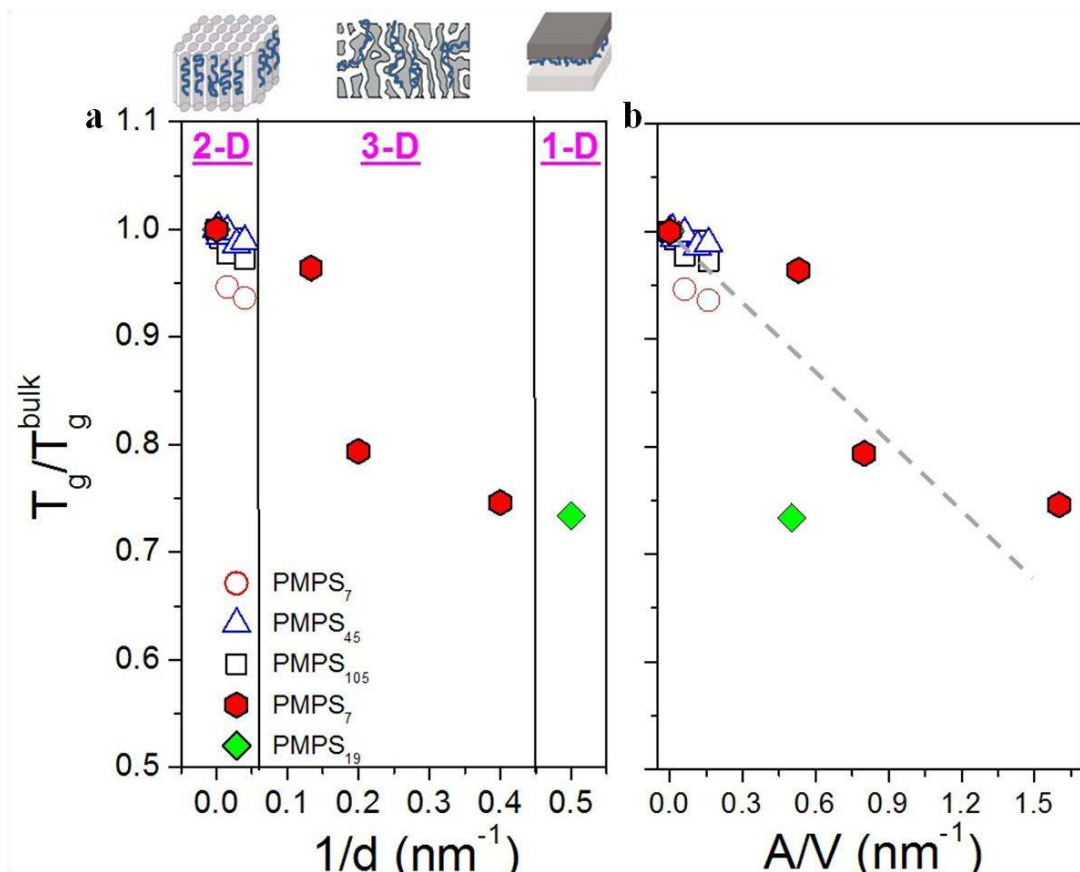 a
b
2-D
3-D
1-D
1.1
1.0
0.9
0.8
0.7
0.6
0.5
T_g/T_g^bulk
PMPS_7
PMPS_45
PMPS_105
PMPS_7
PMPS_19
0.0 0.1 0.2 0.3 0.4 0.5
0.0 0.3 0.6 0.9 1.2 1.5
1/d (nm^-1)
A/V (nm^-1)